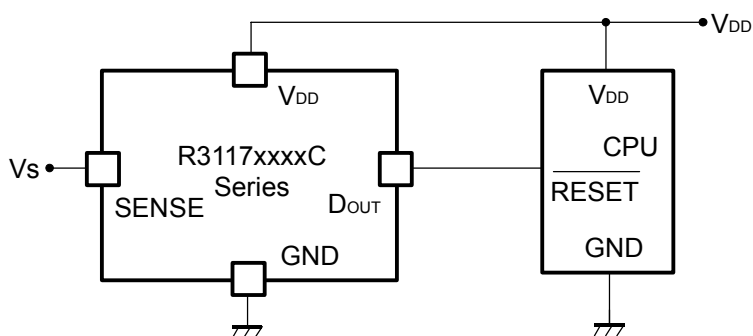 VDD
VDD
VDD
R3117xxxxC
Series
CPU
Vs
SENSE
DOUT
RESET
GND
GND